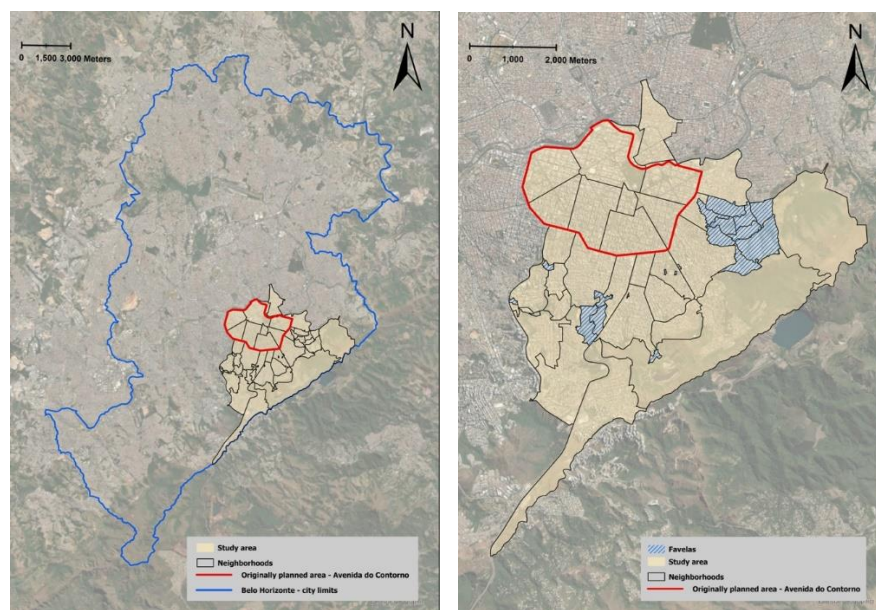 N
0 1,500 3,000 Meters
Study area
Neighborhoods
Originally planned area - Avenida do Contorno
Belo Horizonte - city limits
N
0 1,000 2,000 Meters
Favelas
Study area
Neighborhoods
Originally planned area - Avenida do Contorno